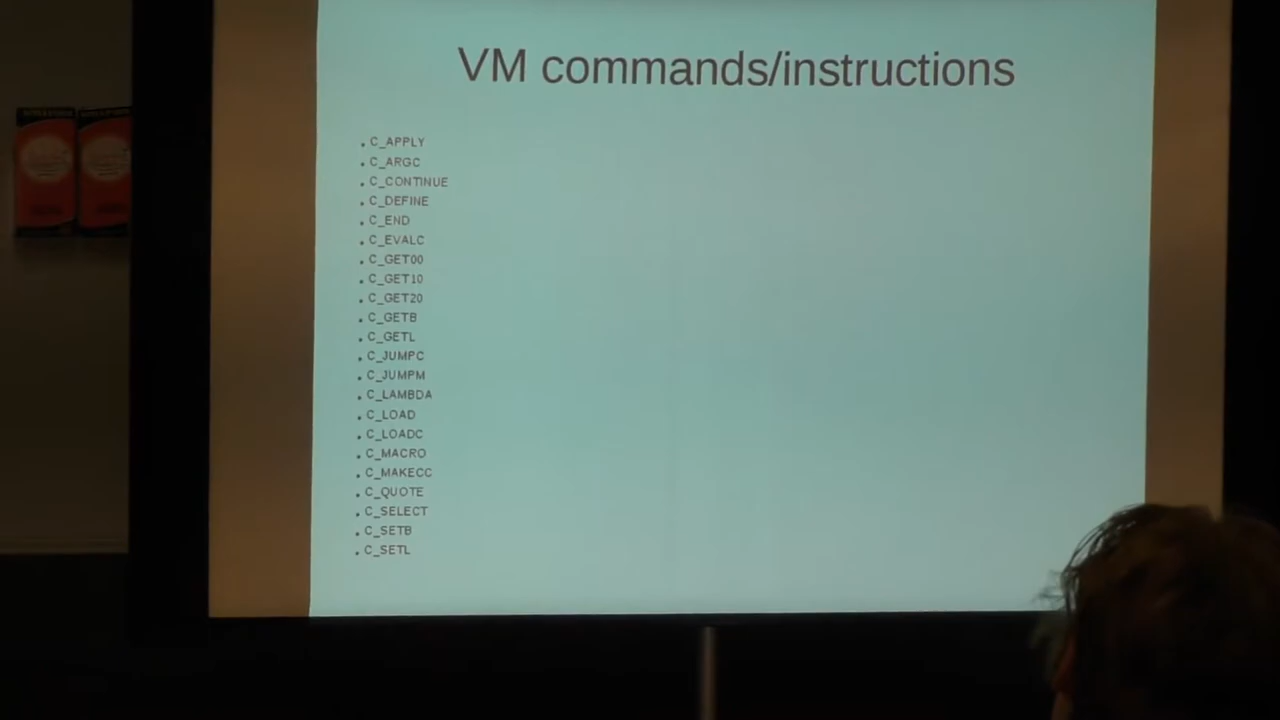 VM commands/instructions
. C_APPLY
. C_ARGC
. C_CONTINUE
. C_DEFINE
. C_END
. C_EVALC
. C_GET00
. C_GET10
. C_GET20
. C_GETB
. C_GETL
. C_JUMPC
. C_JUMPM
. C_LAMBDA
. C_LOAD
. C_LOADC
. C_MACRO
. C_MAKECC
. C_QUOTE
. C_SELECT
. C_SETB
. C_SETL